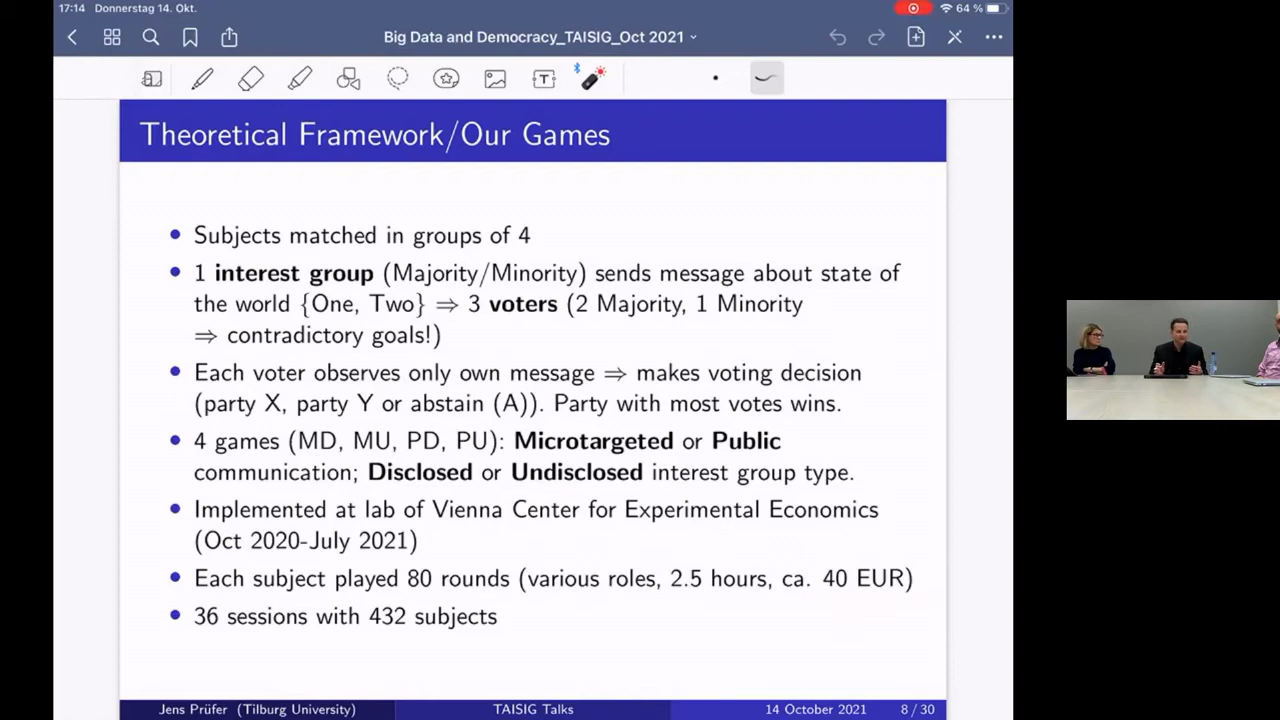 17:14 Donnerstag 14. Okt.
64 %
Big Data and Democracy_TAISIG_Oct 2021
T
Theoretical Framework/Our Games
• Subjects matched in groups of 4
• 1 interest group (Majority/Minority) sends message about state of
the world {One, Two} ⇒ 3 voters (2 Majority, 1 Minority
⇒ contradictory goals!)
• Each voter observes only own message ⇒ makes voting decision
(party X, party Y or abstain (A)). Party with most votes wins.
• 4 games (MD, MU, PD, PU): Microtargeted or Public
communication; Disclosed or Undisclosed interest group type.
• Implemented at lab of Vienna Center for Experimental Economics
(Oct 2020-July 2021)
• Each subject played 80 rounds (various roles, 2.5 hours, ca. 40 EUR)
• 36 sessions with 432 subjects
Jens Prüfer (Tilburg University) TAISIG Talks 14 October 2021 8 / 30